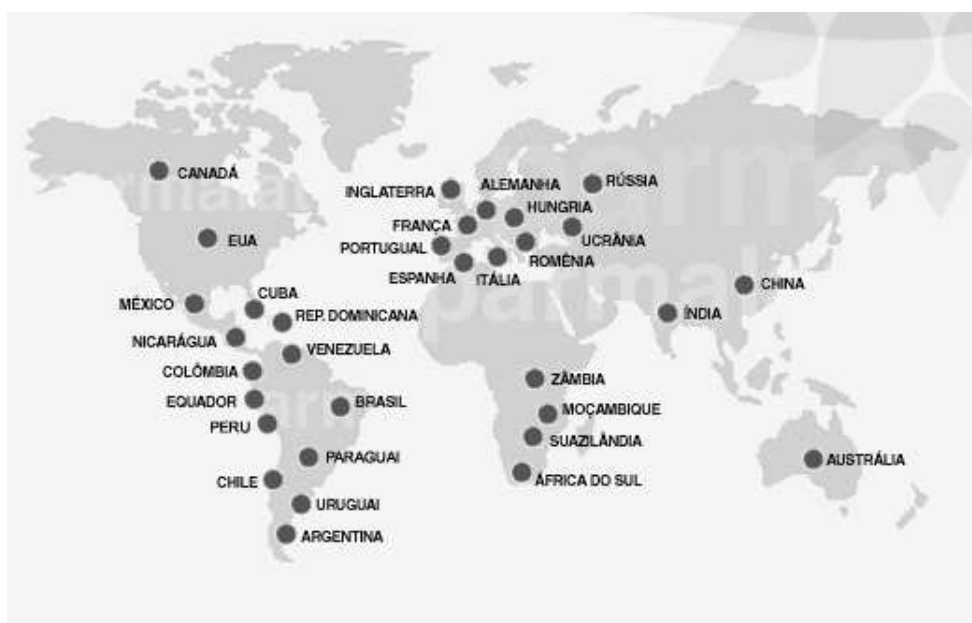 CANADÁ
RÚSSIA
ALEMANHA
INGLATERRA
HUNGRIA
FRANÇA
UCRÂNIA
EUA
PORTUGUAL
ROMÊNIA
ESPANHA
ITÁLIA
CHINA
CUBA
MÉXICO
REP. DOMINICANA
ÍNDIA
NICARÁGUA
VENEZUELA
COLÔMBIA
ZÂMBIA
EQUADOR
BRASIL
MOÇAMBIQUE
PERU
SUAZILÂNDIA
PARAGUAI
AUSTRÁLIA
CHILE
ÁFRICA DO SUL
URUGUAI
ARGENTINA